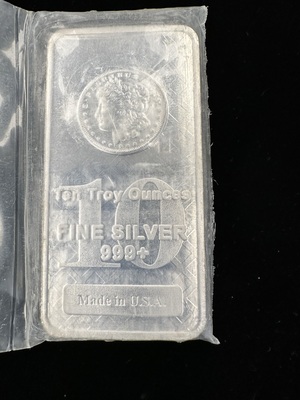 Ten Troy Ounces
10
FINE SILVER
999+
Made in U.S.A.